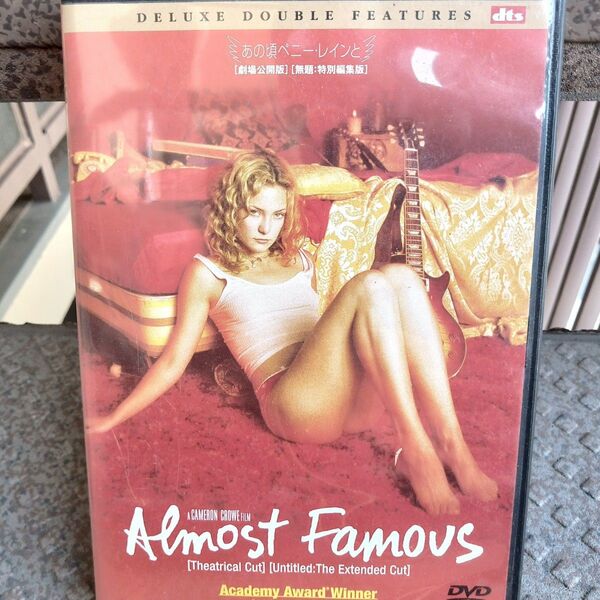 DELUXE DOUBLE FEATURES dts
あの頃ペニー・レインと
[劇場公開版] [無題:特別編集版]
A CAMERON CROWE FILM
Almost Famous
[Theatrical Cut] [Untitled:The Extended Cut]
Academy Award® Winner
DVD